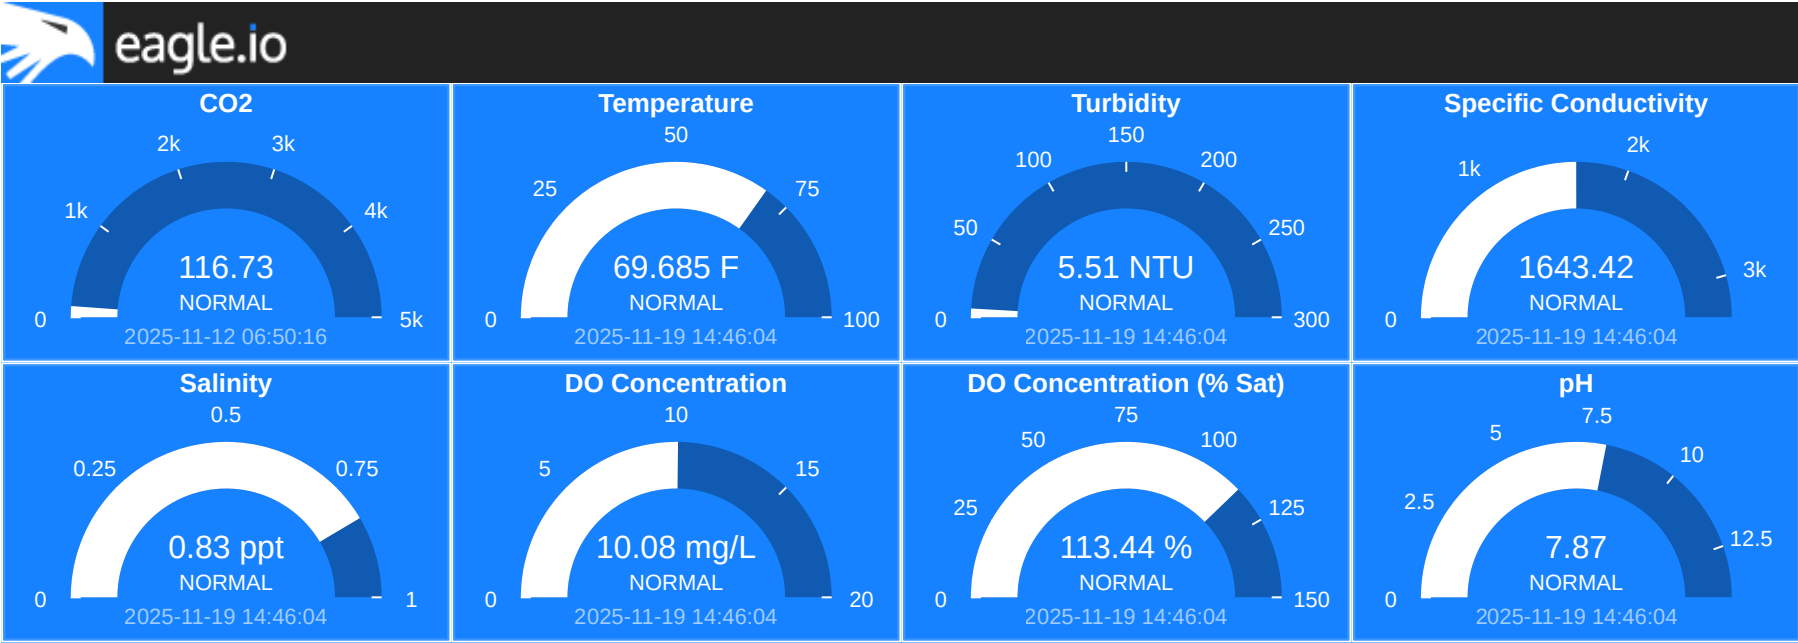 eagle.io
CO2
2k 3k
1k 4k
116.73
NORMAL
0 5k
2025-11-12 06:50:16
Temperature
50
25 75
69.685 F
NORMAL
0 100
2025-11-19 14:46:04
Turbidity
150
100 200
50 250
5.51 NTU
NORMAL
0 300
2025-11-19 14:46:04
Specific Conductivity
2k
1k
1643.42
3k
NORMAL
0
2025-11-19 14:46:04
Salinity
0.5
0.25 0.75
0.83 ppt
NORMAL
0 1
2025-11-19 14:46:04
DO Concentration
10
5 15
10.08 mg/L
NORMAL
0 20
2025-11-19 14:46:04
DO Concentration (% Sat)
75
50 100
25 125
113.44 %
NORMAL
0 150
2025-11-19 14:46:04
pH
7.5
5 10
2.5 12.5
7.87
NORMAL
0
2025-11-19 14:46:04